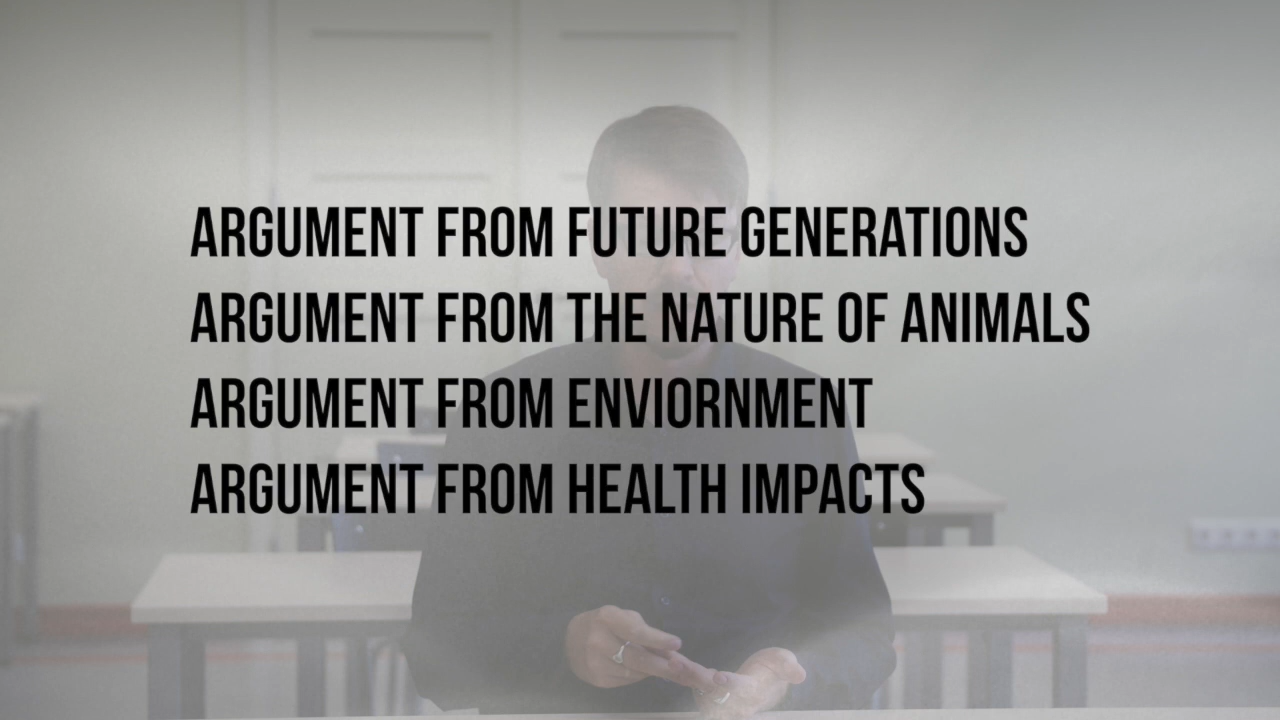 ARGUMENT FROM FUTURE GENERATIONS
ARGUMENT FROM THE NATURE OF ANIMALS
ARGUMENT FROM ENVIORNMENT
ARGUMENT FROM HEALTH IMPACTS